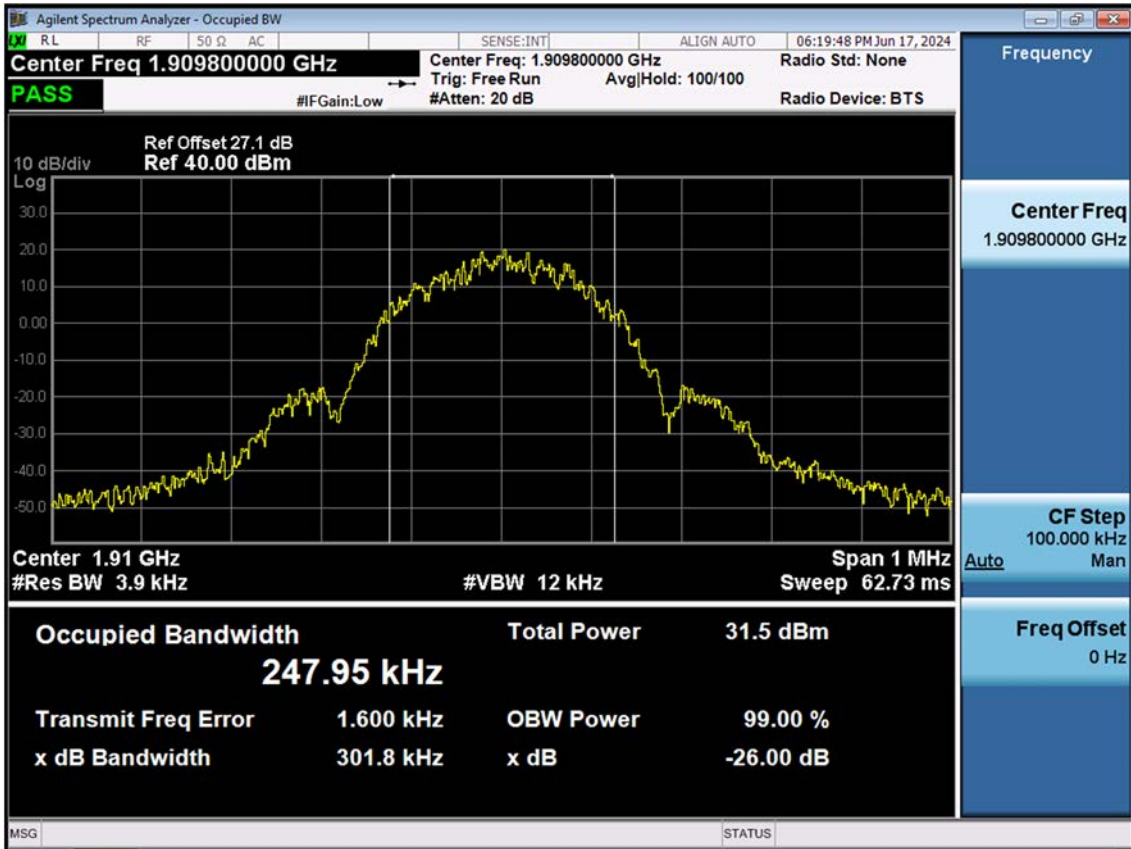 Agilent Spectrum Analyzer - Occupied BW
LXI RL RF 50 Ω AC SENSE:INT ALIGN AUTO 06:19:48 PM Jun 17, 2024
Center Freq 1.909800000 GHz
PASS
#IFGain:Low
Center Freq: 1.909800000 GHz
Trig: Free Run Avg|Hold: 100/100
#Atten: 20 dB
Radio Std: None
Radio Device: BTS
Frequency
Ref Offset 27.1 dB
10 dB/div Ref 40.00 dBm
Log
30.0
20.0
10.0
0.00
-10.0
-20.0
-30.0
-40.0
-50.0
Center Freq
1.909800000 GHz
CF Step
100.000 kHz
Auto Man
Freq Offset
0 Hz
Center 1.91 GHz Span 1 MHz
#Res BW 3.9 kHz #VBW 12 kHz Sweep 62.73 ms
Occupied Bandwidth Total Power 31.5 dBm
247.95 kHz
Transmit Freq Error 1.600 kHz OBW Power 99.00 %
x dB Bandwidth 301.8 kHz x dB -26.00 dB
MSG STATUS